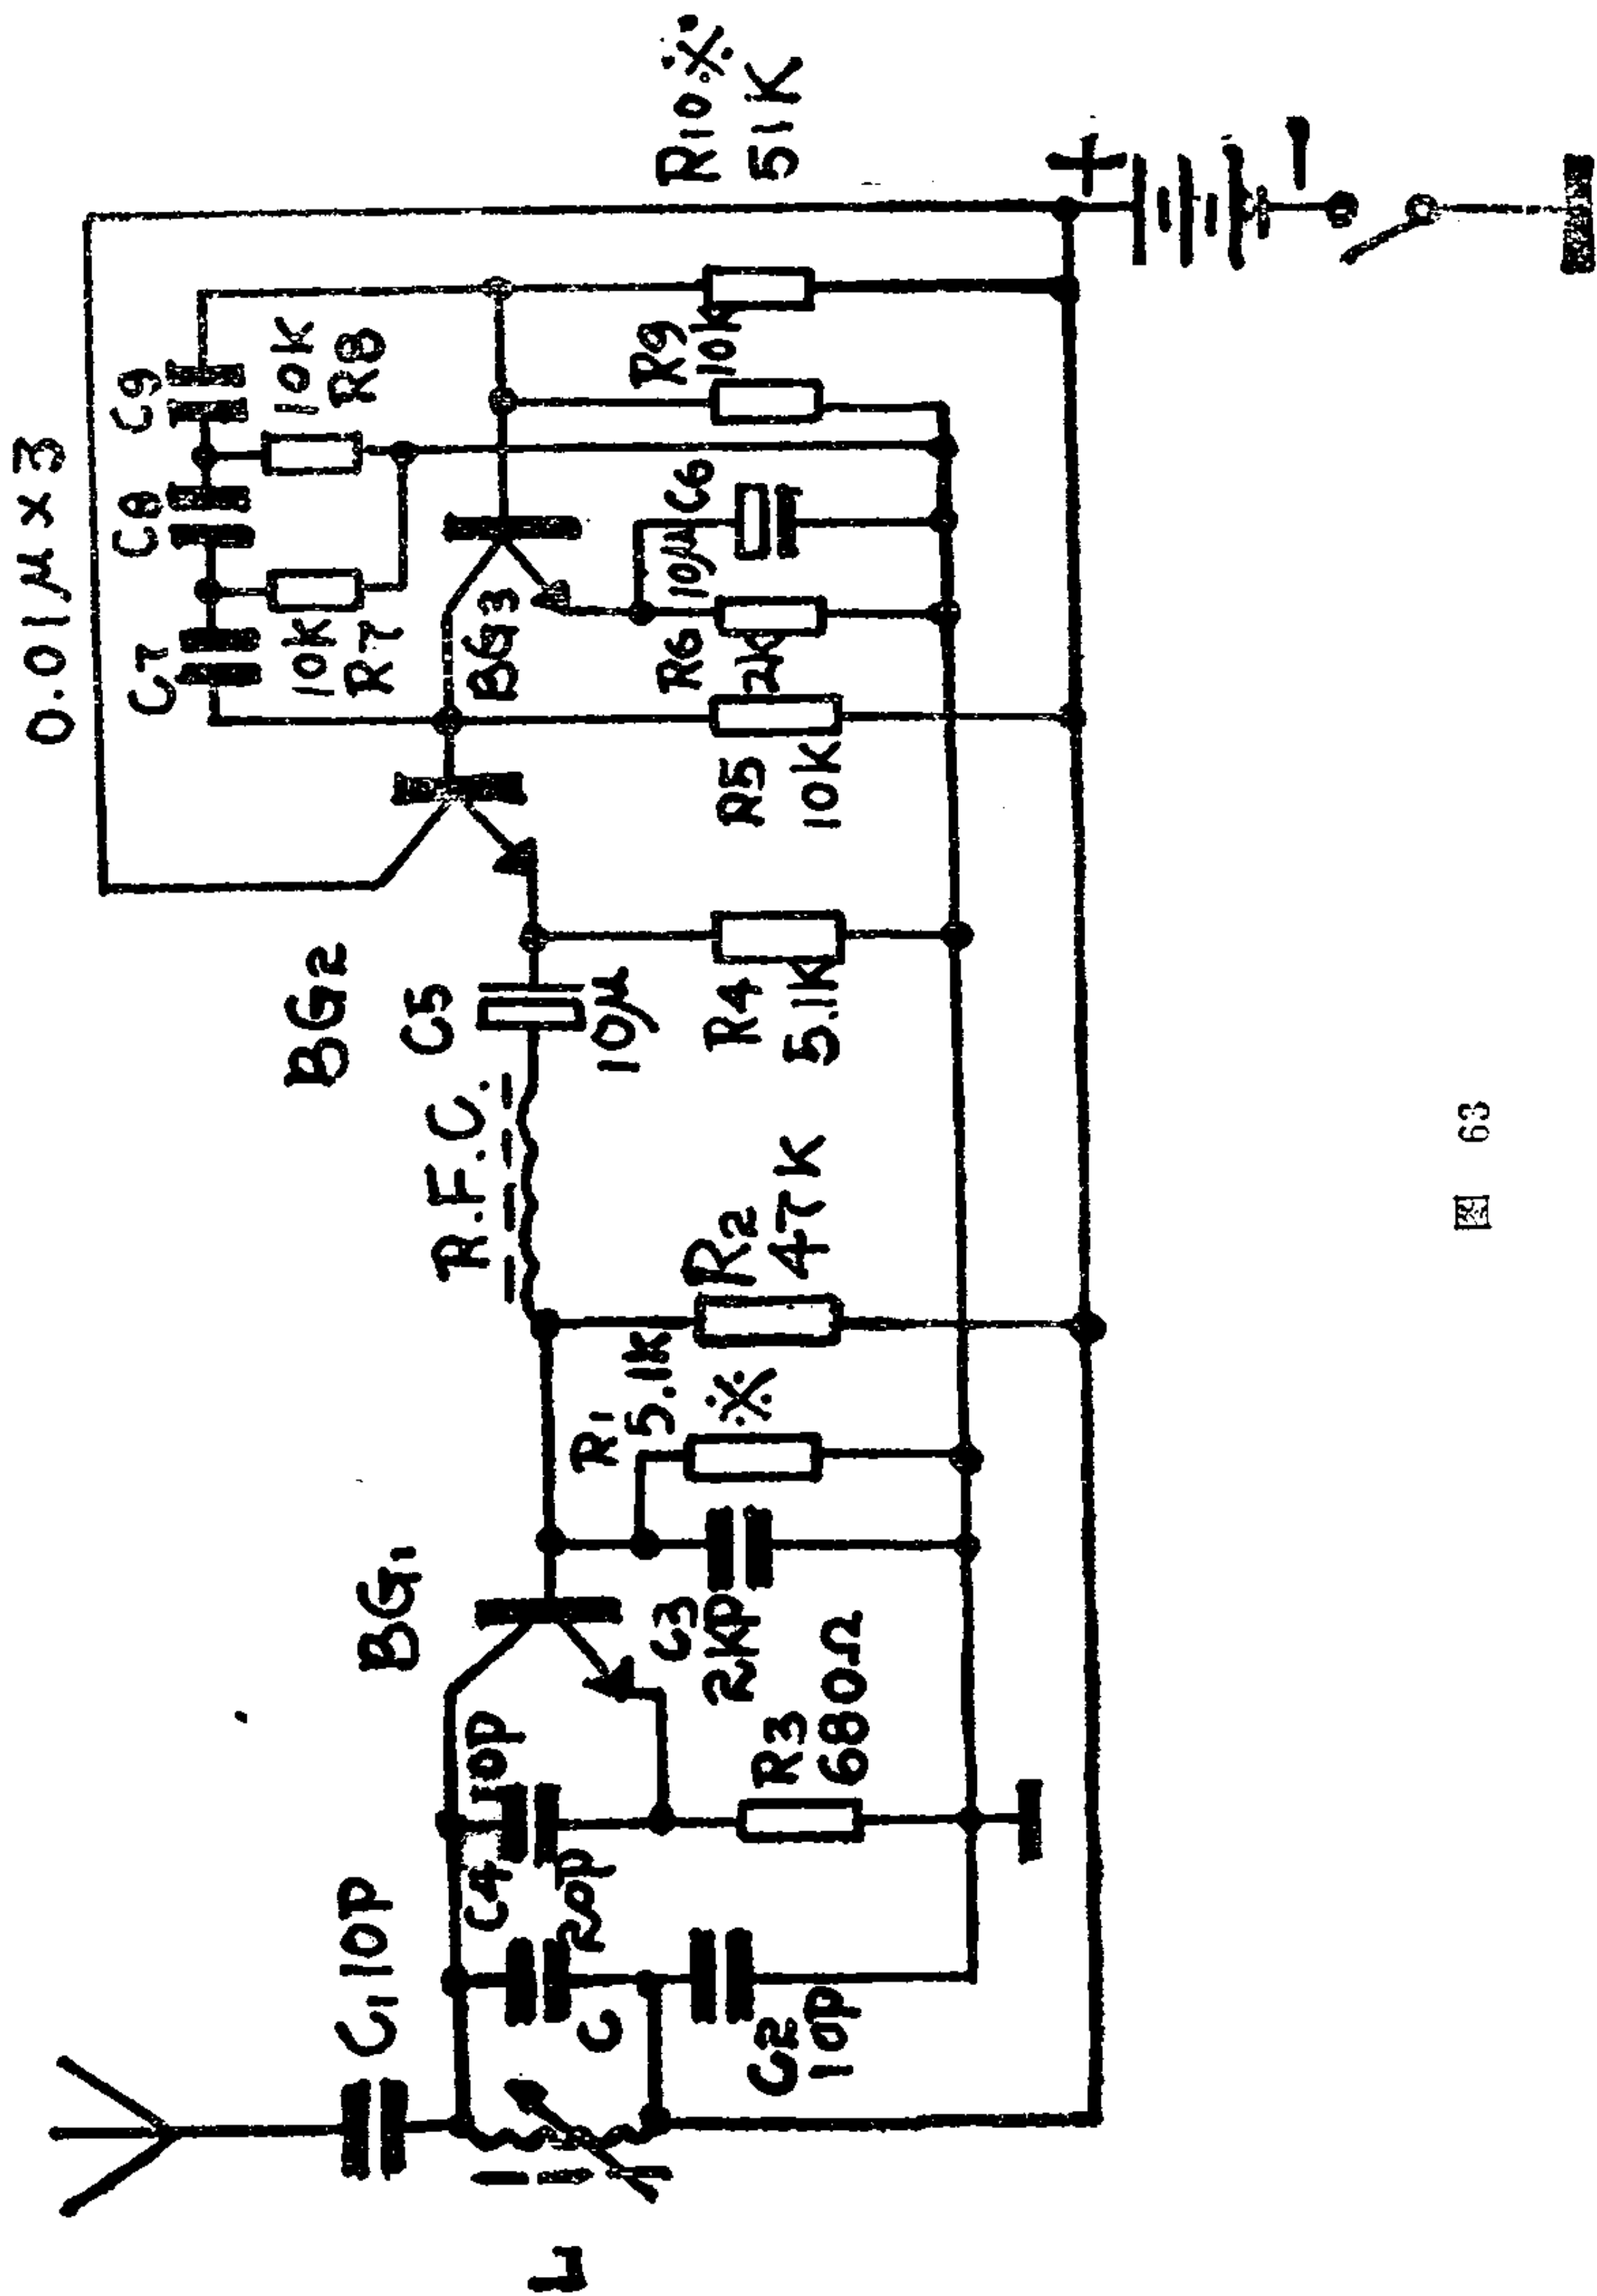 0.01μ×3
C7
C8
C9
10K
R7
10K
R8
R10※
51K
BG3
R9
10K
C6
10μ
R6
2K
R5
10K
BG2
C5
10μ
R4
5.1K
R.F.C.
R2
47K
R1
5.1K
※
BG1
C3
2KP
R3
680Ω
C4
10P
C1 10P
20P
C
C2
10P
L
+
-
图 63